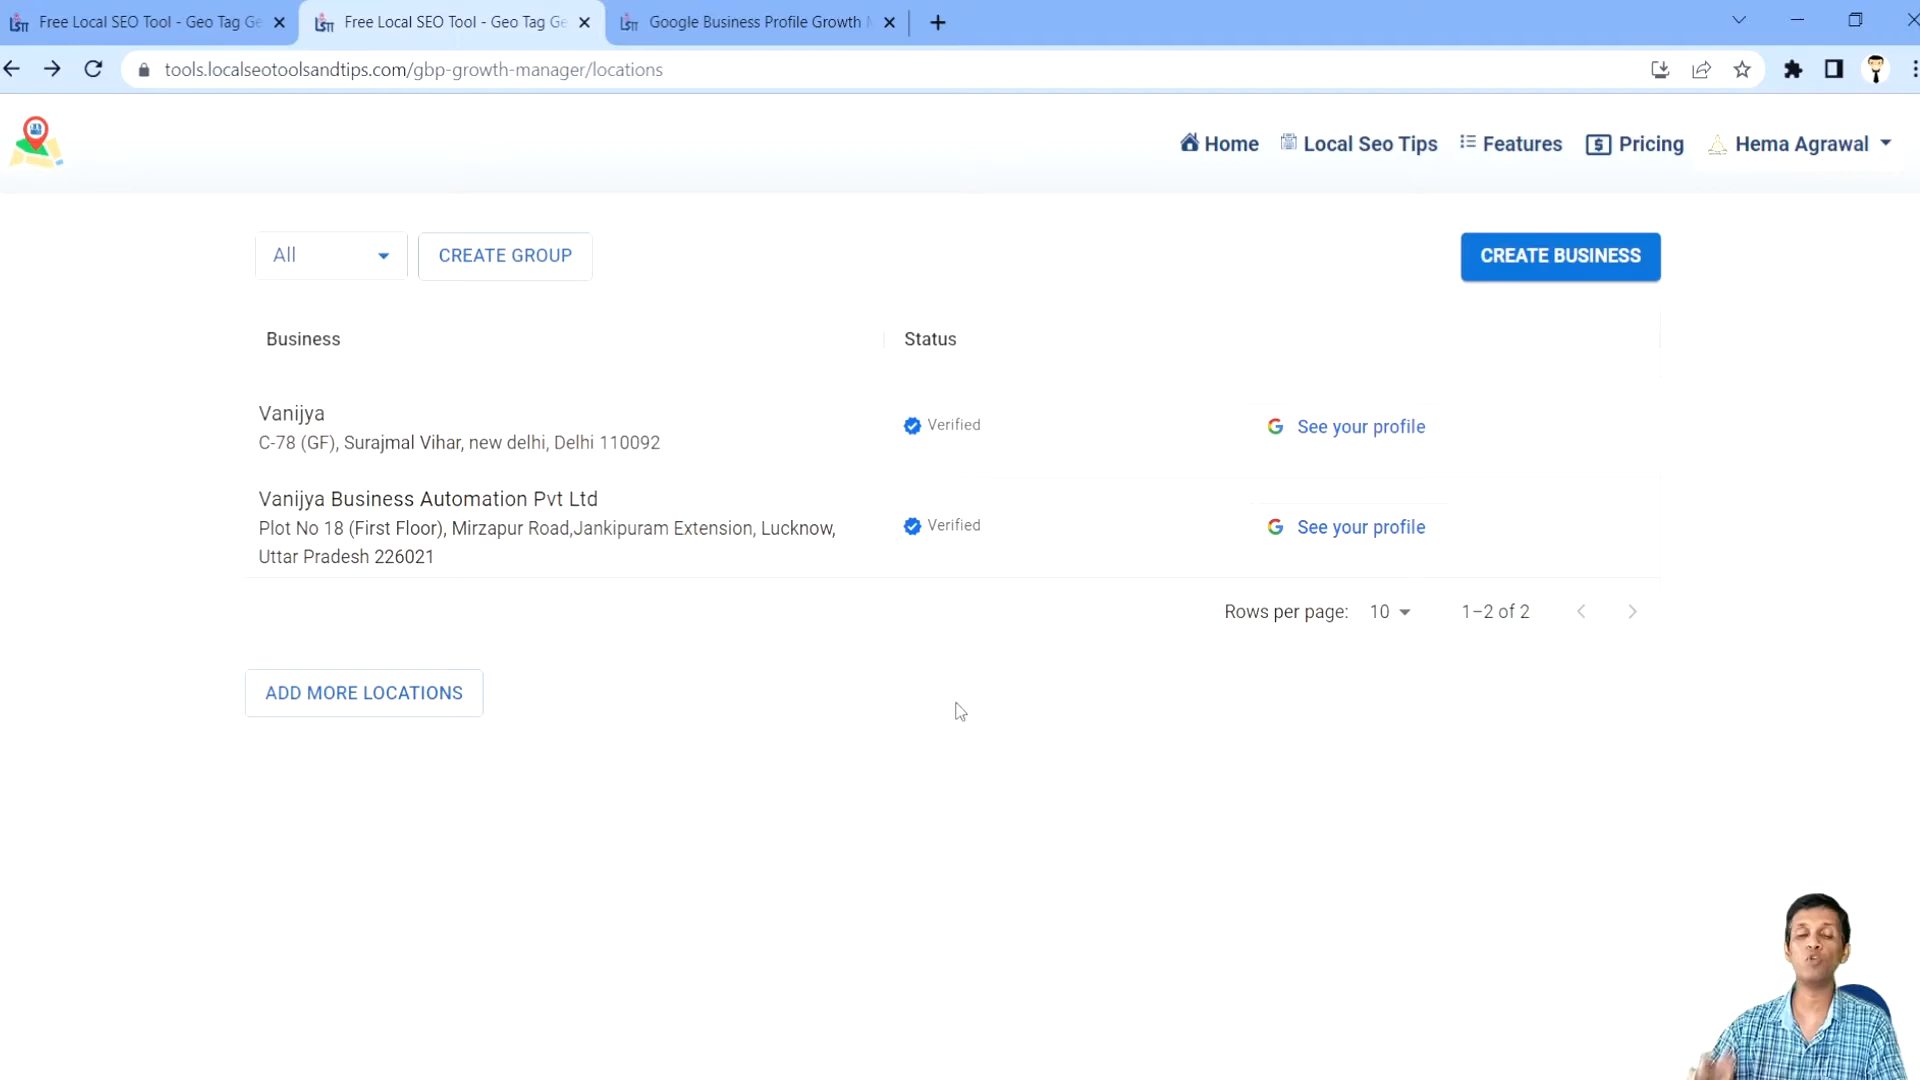 Free Local SEO Tool - Geo Tag Ge
Free Local SEO Tool - Geo Tag Ge
Google Business Profile Growth
tools.localseotoolsandtips.com/gbp-growth-manager/locations
Home
Local Seo Tips
Features
Pricing
Hema Agrawal
All
CREATE GROUP
CREATE BUSINESS
Business
Status
Vanijya
C-78 (GF), Surajmal Vihar, new delhi, Delhi 110092
Verified
See your profile
Vanijya Business Automation Pvt Ltd
Plot No 18 (First Floor), Mirzapur Road,Jankipuram Extension, Lucknow,
Uttar Pradesh 226021
Verified
See your profile
Rows per page: 10 1–2 of 2
ADD MORE LOCATIONS